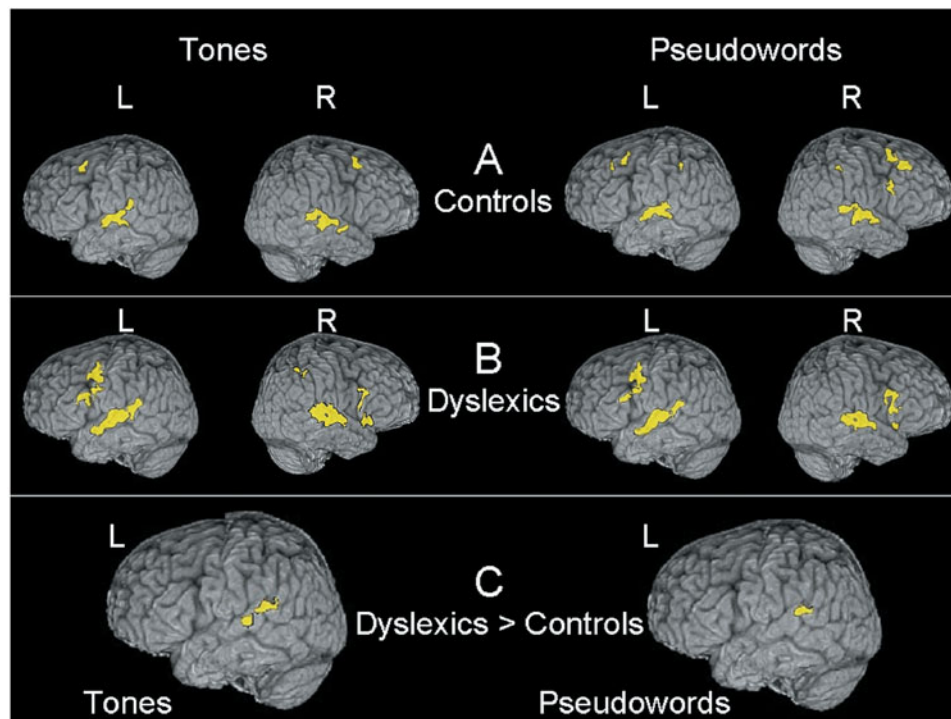 Tones Pseudowords
L R L R
A
Controls
L R L R
B
Dyslexics
L L
C
Dyslexics > Controls
Tones Pseudowords